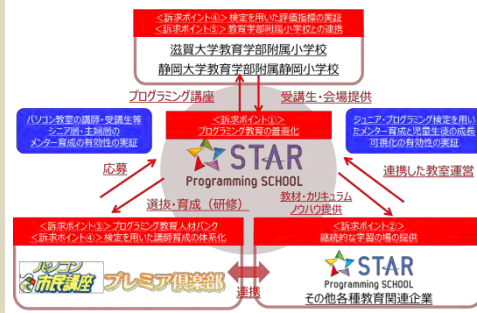 <訴求ポイント④>検定を用いた評価指標の実証
<訴求ポイント⑤>教育学部附属小学校との連携
滋賀大学教育学部附属小学校
静岡大学教育学部附属静岡小学校
プログラミング講座
受講生・会場提供
パソコン教室の講師・受講生等
シニア層・主婦層の
メンター育成の有効性の実証
<訴求ポイント①>
プログラミング教育の普遍化
ジュニア・プログラミング検定を用い
たメンター育成と児童生徒の成長
可視化の有効性の実証
STAR
Programming SCHOOL
応募
選抜・育成(研修)
教材・カリキュラム
ノウハウ提供
連携した教室運営
<訴求ポイント③>プログラミング教育人材バンク
<訴求ポイント④>検定を用いた講師育成の体系化
パソコン
市民講座
プレミア倶楽部
連携
<訴求ポイント②>
継続的な学習の場の提供
STAR
Programming SCHOOL
その他各種教育関連企業